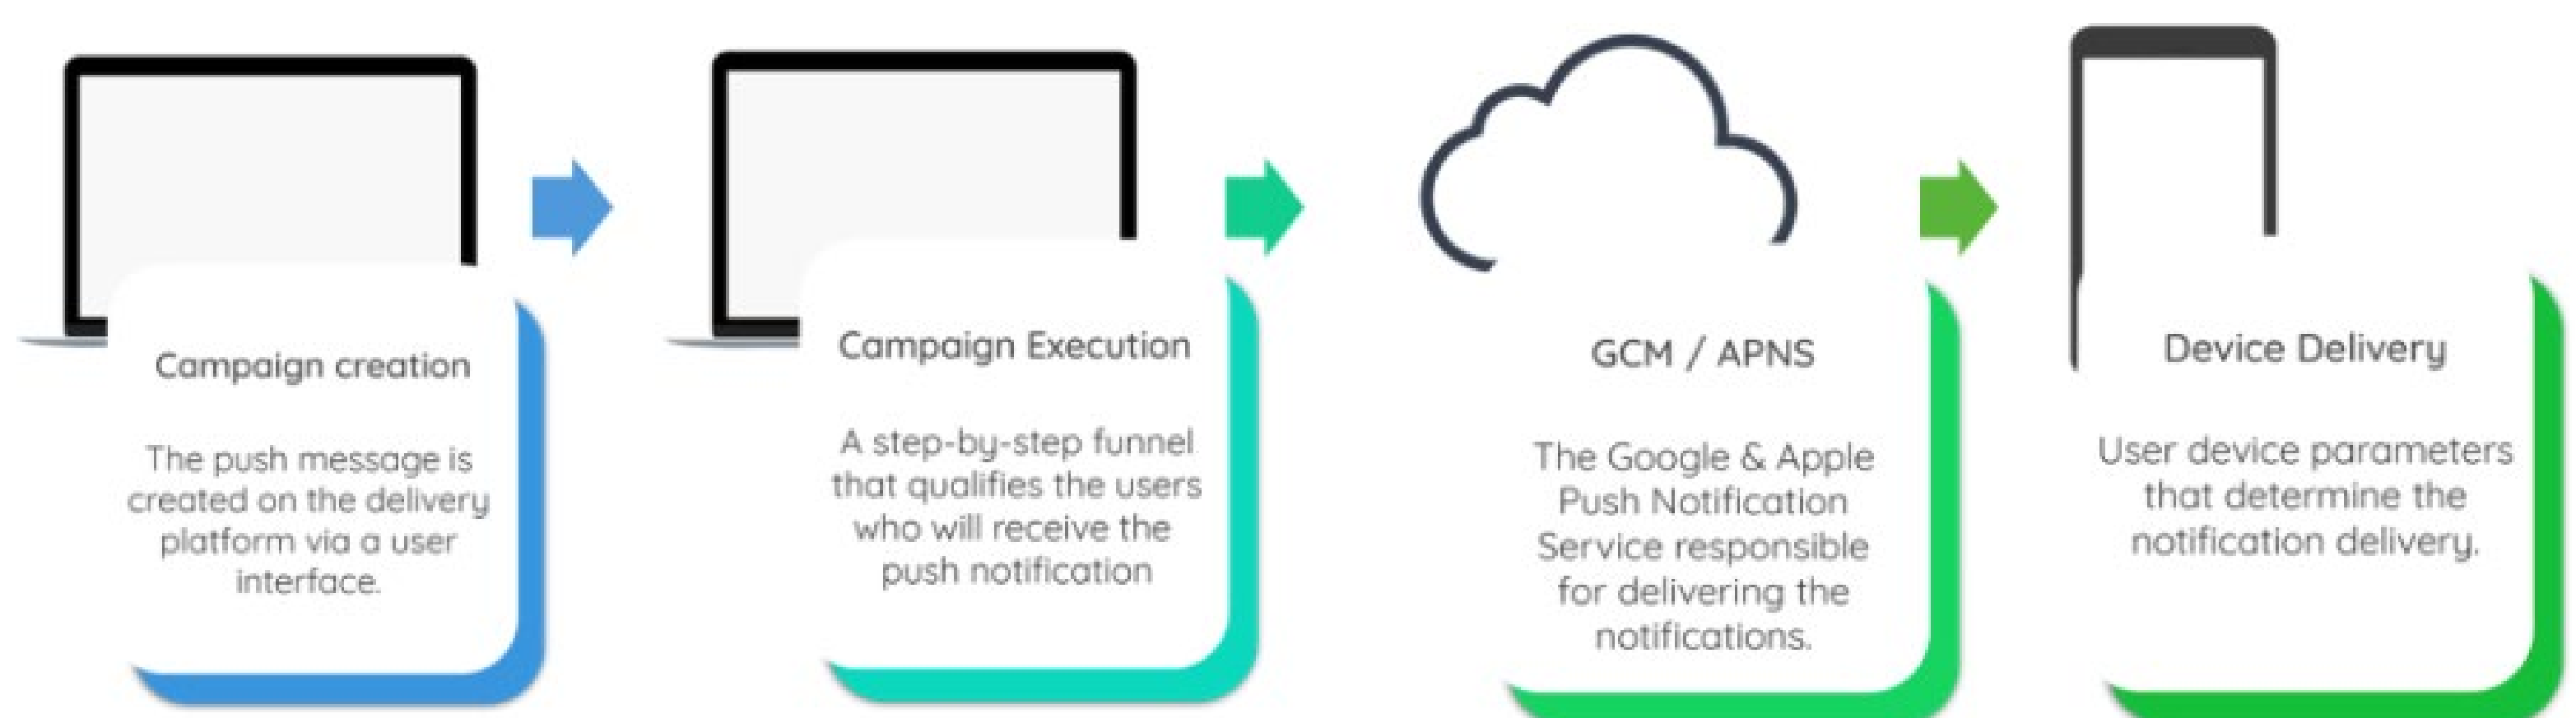 Campaign creation
The push message is
created on the delivery
platform via a user
interface.
Campaign Execution
A step-by-step funnel
that qualifies the users
who will receive the
push notification
GCM / APNS
The Google & Apple
Push Notification
Service responsible
for delivering the
notifications.
Device Delivery
User device parameters
that determine the
notification delivery.